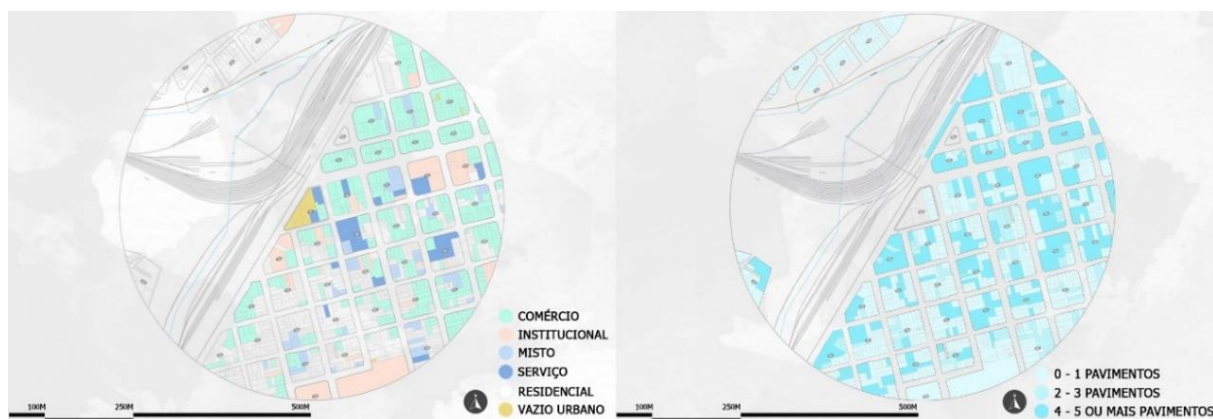 COMÉRCIO
INSTITUCIONAL
MISTO
SERVIÇO
RESIDENCIAL
VAZIO URBANO
100M
250M
500M
0 - 1 PAVIMENTOS
2 - 3 PAVIMENTOS
4 - 5 OU MAIS PAVIMENTOS
100M
250M
500M